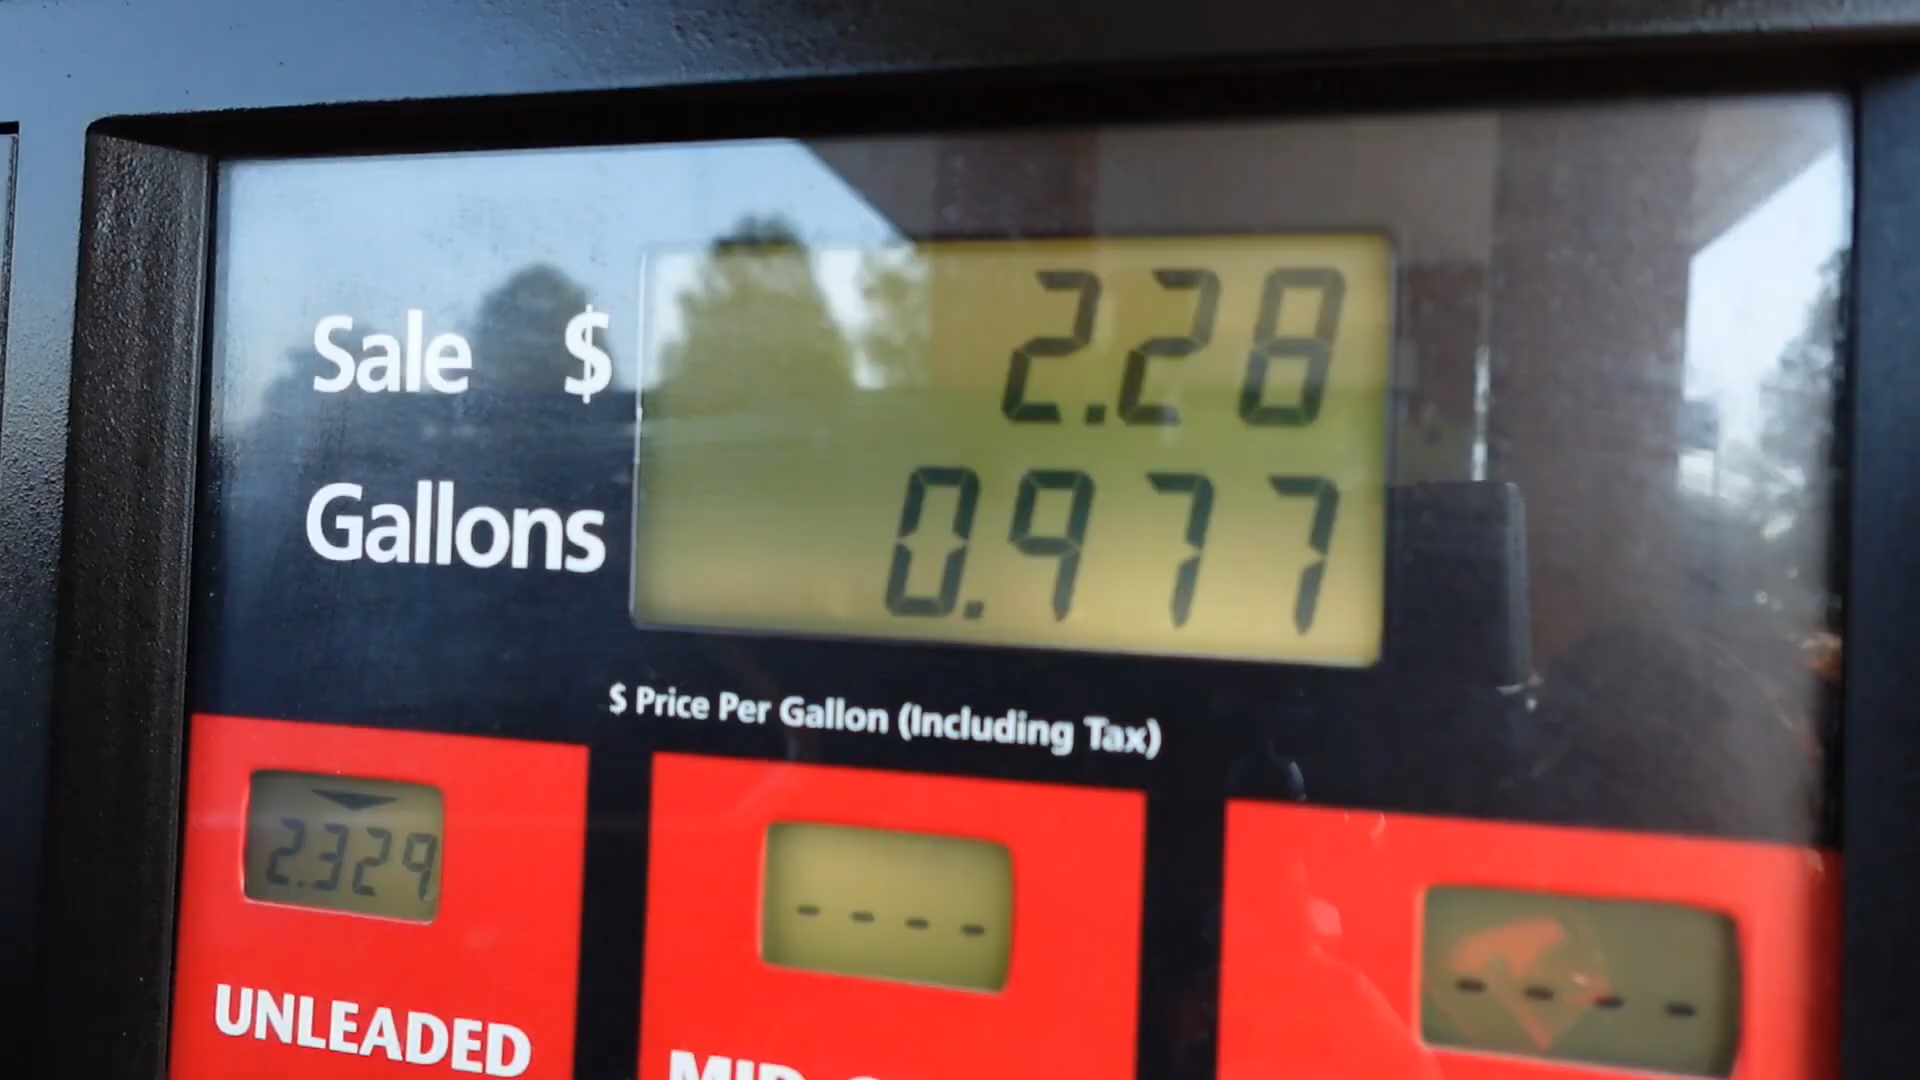 Sale $ 2.28
Gallons 0.977
$ Price Per Gallon (Including Tax)
2.329 ---- ----
UNLEADED